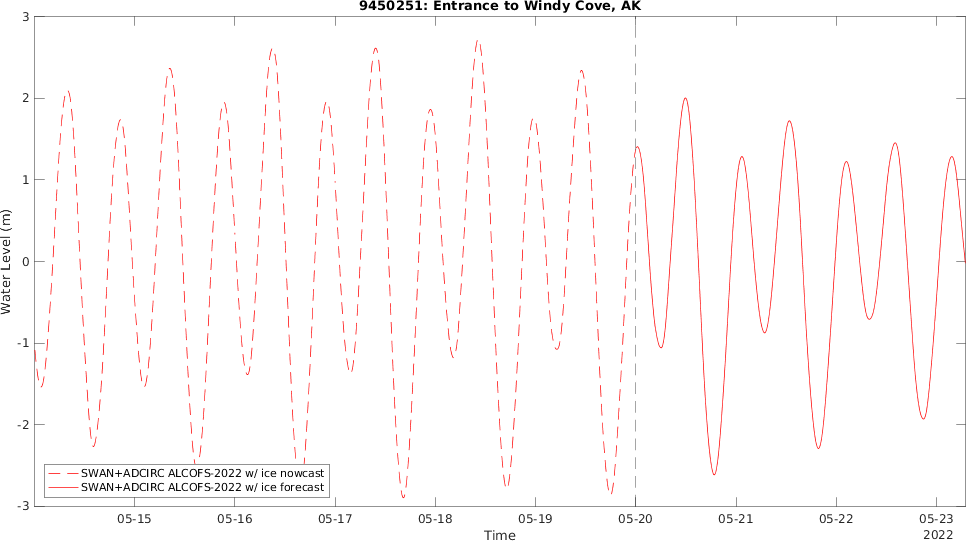 9450251: Entrance to Windy Cove, AK
3
2
1
0
-1
-2
-3
Water Level (m)
SWAN+ADCIRC ALCOFS-2022 w/ ice nowcast
SWAN+ADCIRC ALCOFS-2022 w/ ice forecast
05-15 05-16 05-17 05-18 05-19 05-20 05-21 05-22 05-23
Time 2022